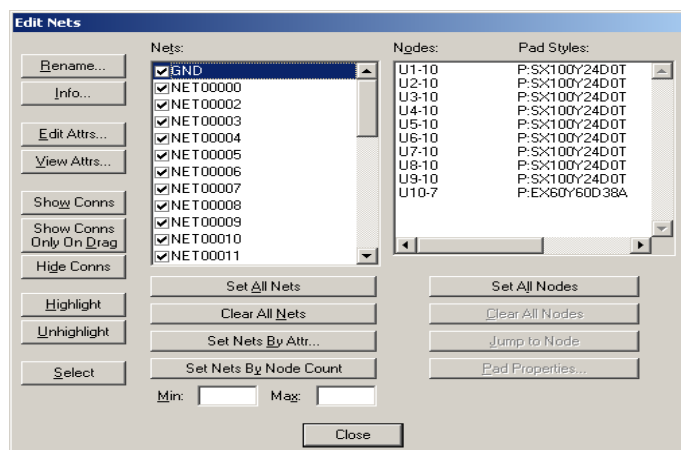 Edit Nets
Rename...
Info...
Edit Attrs...
View Attrs...
Show Conns
Show Conns
Only On Drag
Hide Conns
Highlight
Unhighlight
Select
Nets:
GND
NET00000
NET00002
NET00003
NET00004
NET00005
NET00006
NET00007
NET00008
NET00009
NET00010
NET00011
Set All Nets
Clear All Nets
Set Nets By Attr...
Set Nets By Node Count
Min: Max:
Nodes: Pad Styles:
U1-10 P:SX100Y24D0T
U2-10 P:SX100Y24D0T
U3-10 P:SX100Y24D0T
U4-10 P:SX100Y24D0T
U5-10 P:SX100Y24D0T
U6-10 P:SX100Y24D0T
U7-10 P:SX100Y24D0T
U8-10 P:SX100Y24D0T
U9-10 P:SX100Y24D0T
U10-7 P:EX60Y60D38A
Set All Nodes
Clear All Nodes
Jump to Node
Pad Properties...
Close